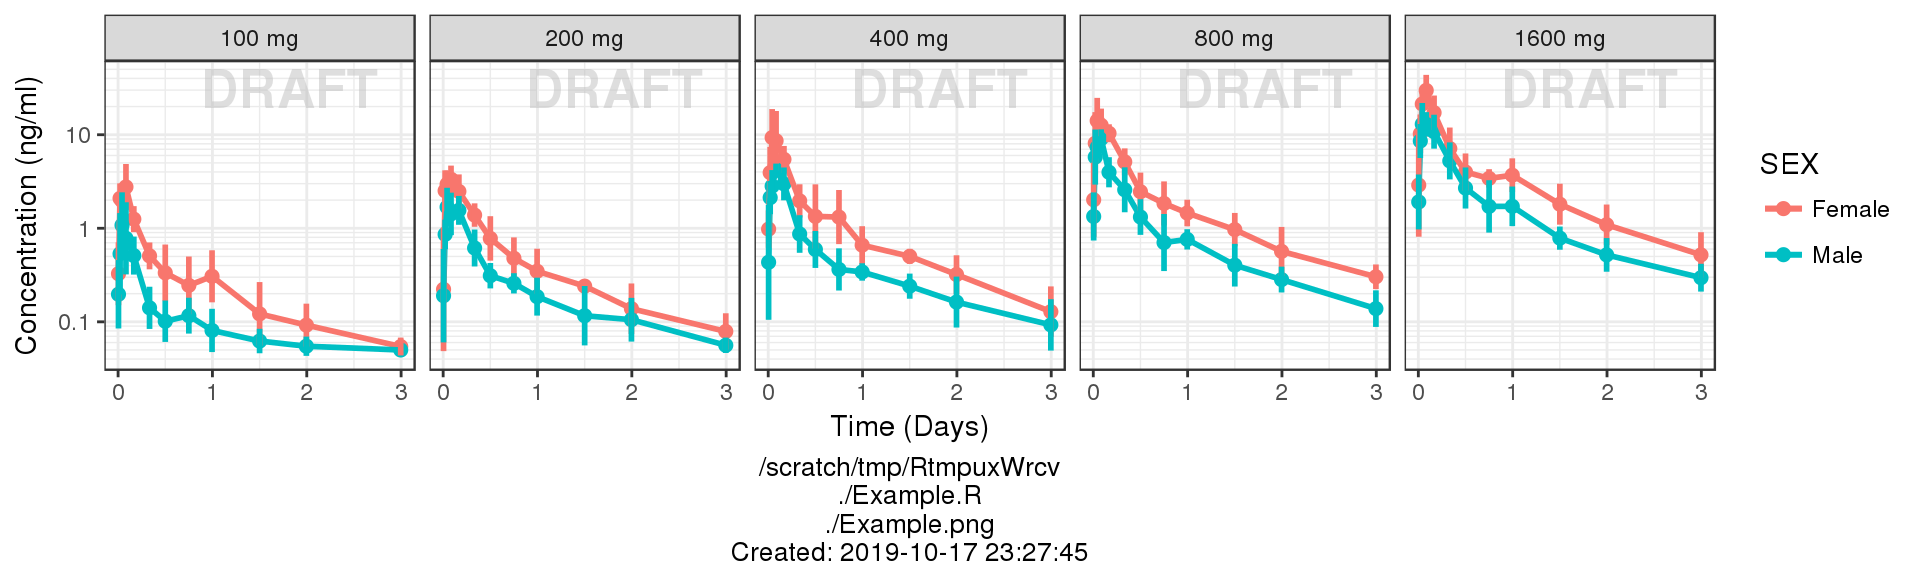 100 mg 200 mg 400 mg 800 mg 1600 mg
DRAFT DRAFT DRAFT DRAFT DRAFT
Concentration (ng/ml)
10
1
0.1
0 1 2 3 0 1 2 3 0 1 2 3 0 1 2 3 0 1 2 3
Time (Days)
SEX
Female
Male
/scratch/tmp/RtmpuxWrcv
./Example.R
./Example.png
Created: 2019-10-17 23:27:45